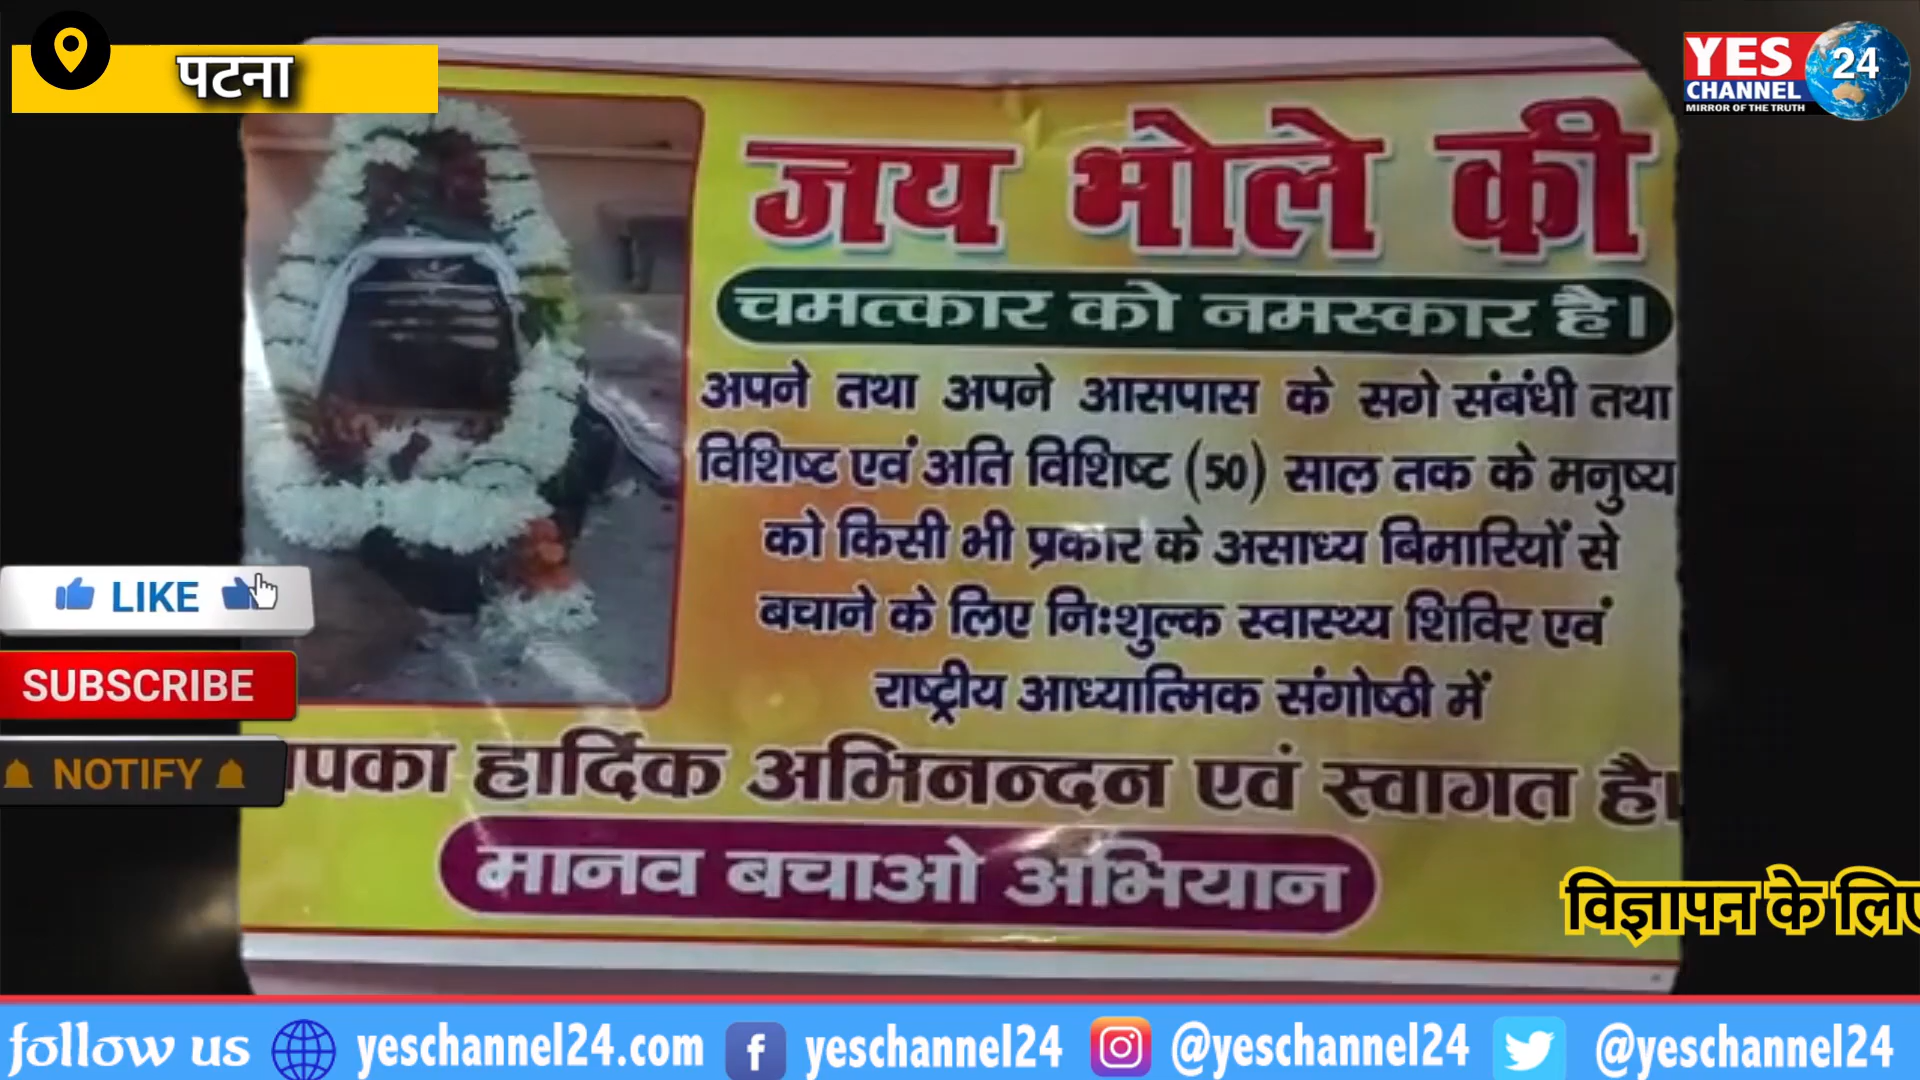 पटना
YES
CHANNEL
24
MIRROR OF THE TRUTH
जय भोले की
चमत्कार को नमस्कार है।
अपने तथा अपने आसपास के सगे संबंधी तथा
विशिष्ट एवं अति विशिष्ट (50) साल तक के मनुष्य
को किसी भी प्रकार के असाध्य बिमारियों से
बचाने के लिए निःशुल्क स्वास्थ्य शिविर एवं
राष्ट्रीय आध्यात्मिक संगोष्ठी में
पका हार्दिक अभिनन्दन एवं स्वागत है।
मानव बचाओ अभियान
LIKE
SUBSCRIBE
NOTIFY
विज्ञापन के लिए
follow us yeschannel24.com yeschannel24 @yeschannel24 @yeschannel24